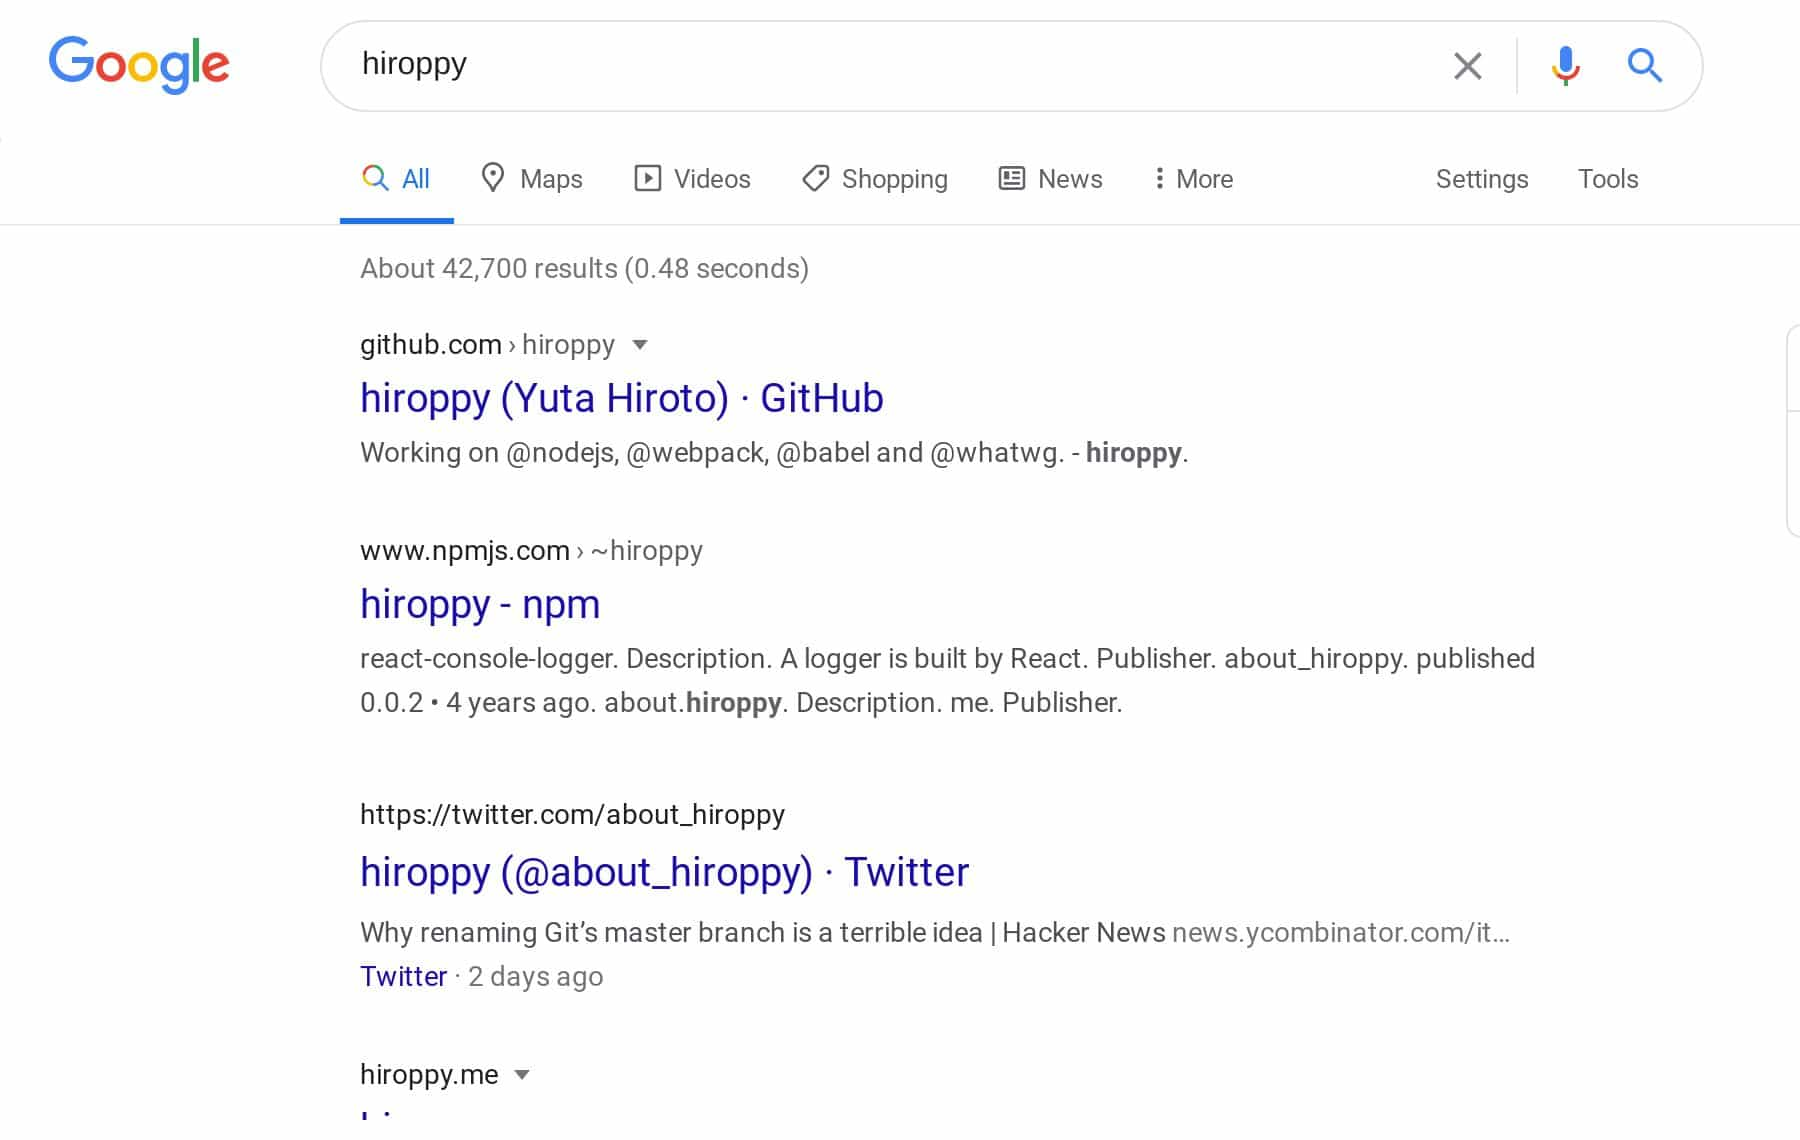 Google
hiroppy
All Maps Videos Shopping News More Settings Tools
About 42,700 results (0.48 seconds)
github.com › hiroppy
hiroppy (Yuta Hiroto) · GitHub
Working on @nodejs, @webpack, @babel and @whatwg. - hiroppy.
www.npmjs.com › ~hiroppy
hiroppy - npm
react-console-logger. Description. A logger is built by React. Publisher. about_hiroppy. published
0.0.2 • 4 years ago. about.hiroppy. Description. me. Publisher.
https://twitter.com/about_hiroppy
hiroppy (@about_hiroppy) · Twitter
Why renaming Git’s master branch is a terrible idea | Hacker News news.ycombinator.com/it…
Twitter · 2 days ago
hiroppy.me